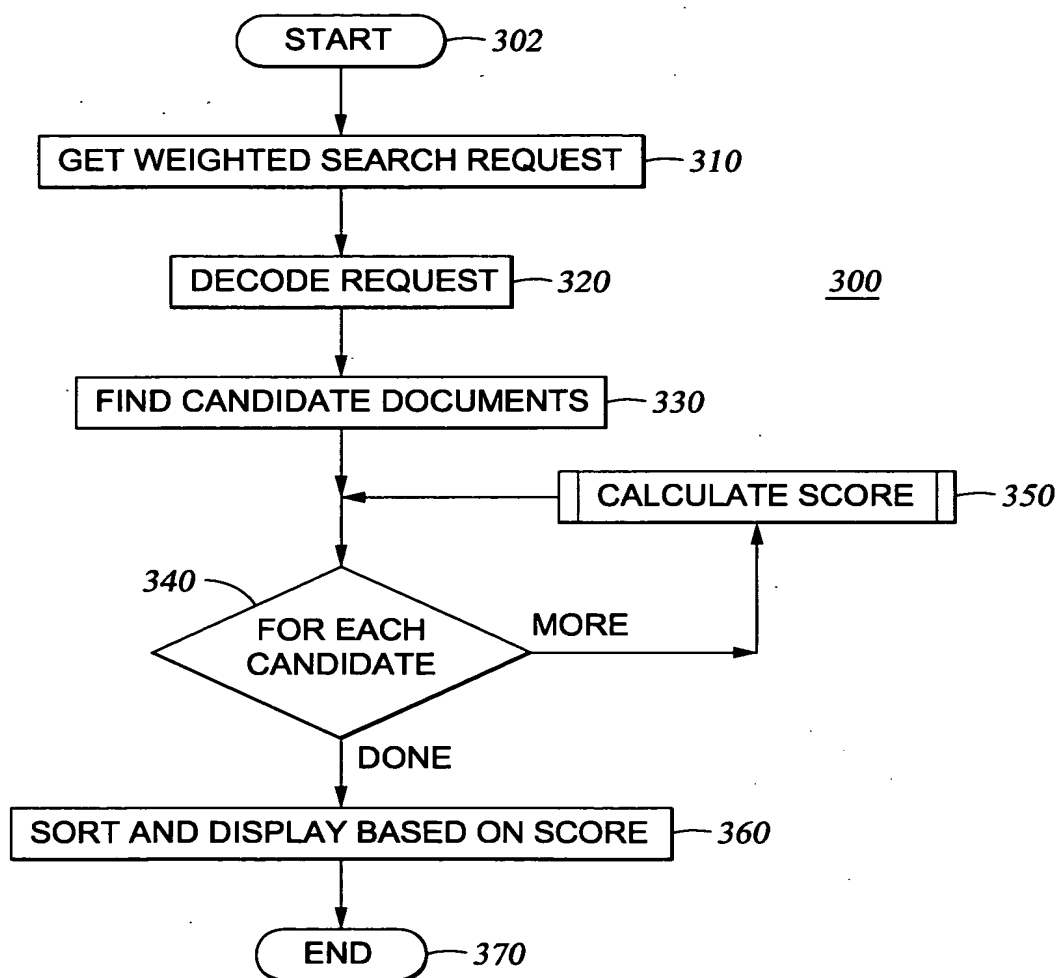 START 302
GET WEIGHTED SEARCH REQUEST 310
DECODE REQUEST 320
300
FIND CANDIDATE DOCUMENTS 330
CALCULATE SCORE 350
340
FOR EACH
CANDIDATE
MORE
DONE
SORT AND DISPLAY BASED ON SCORE 360
END 370